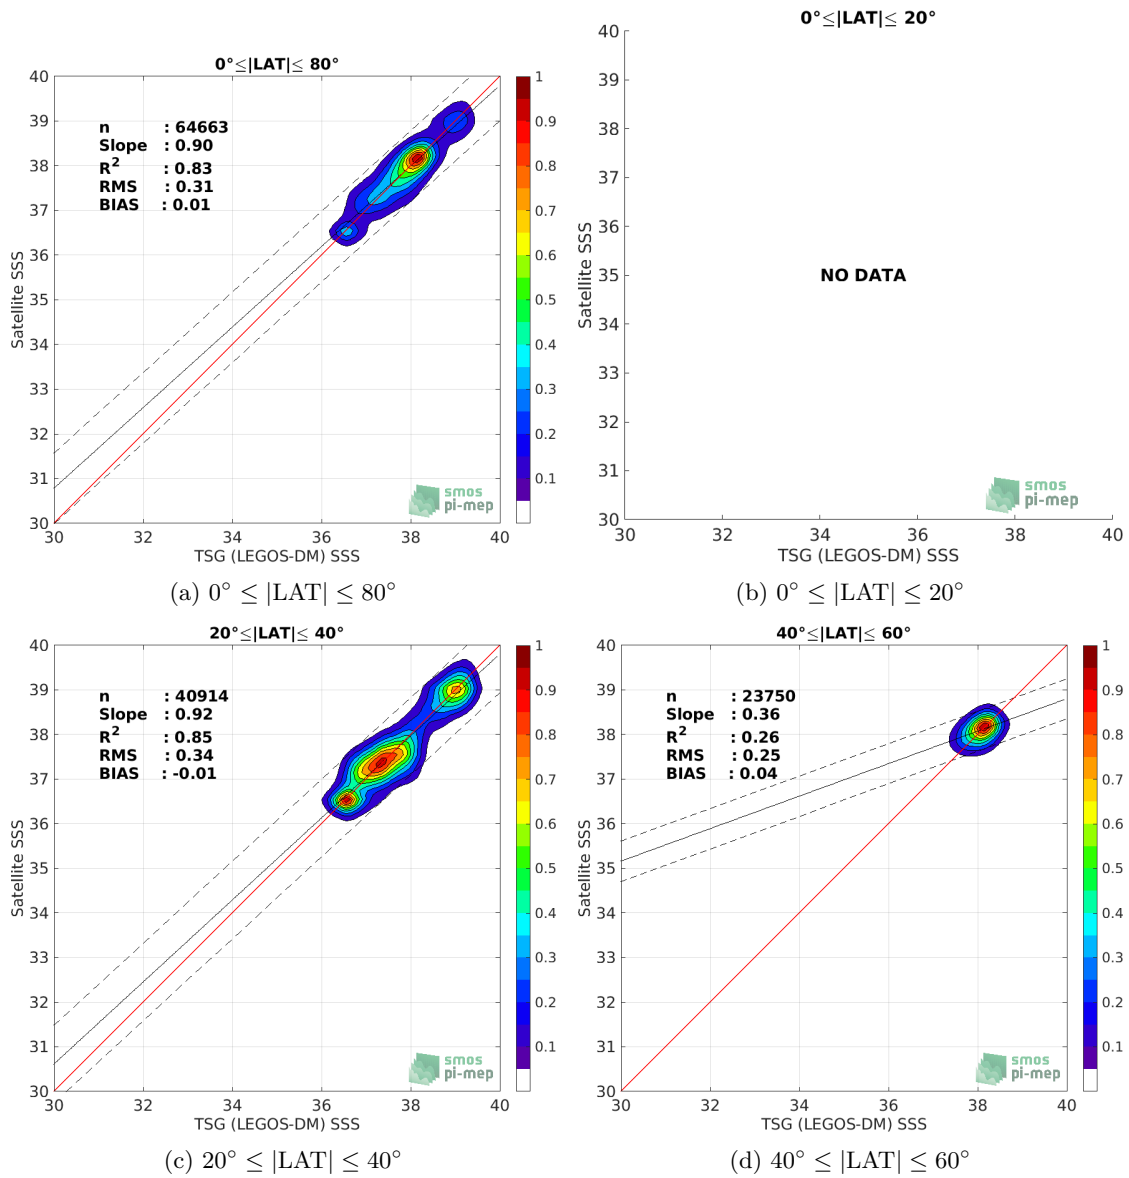 0°≤|LAT|≤ 80°
40
39
38
37
36
35
34
33
32
31
30
Satellite SSS
n : 64663
Slope : 0.90
R2 : 0.83
RMS : 0.31
BIAS : 0.01
smos
pi-mep
30 32 34 36 38 40
TSG (LEGOS-DM) SSS
1
0.9
0.8
0.7
0.6
0.5
0.4
0.3
0.2
0.1
(a) 0° ≤ |LAT| ≤ 80°
0°≤|LAT|≤ 20°
40
39
38
37
36
35
34
33
32
31
30
Satellite SSS
NO DATA
smos
pi-mep
30 32 34 36 38 40
TSG (LEGOS-DM) SSS
(b) 0° ≤ |LAT| ≤ 20°
20°≤|LAT|≤ 40°
40
39
38
37
36
35
34
33
32
31
30
Satellite SSS
n : 40914
Slope : 0.92
R2 : 0.85
RMS : 0.34
BIAS : -0.01
smos
pi-mep
30 32 34 36 38 40
TSG (LEGOS-DM) SSS
1
0.9
0.8
0.7
0.6
0.5
0.4
0.3
0.2
0.1
(c) 20° ≤ |LAT| ≤ 40°
40°≤|LAT|≤ 60°
40
39
38
37
36
35
34
33
32
31
30
Satellite SSS
n : 23750
Slope : 0.36
R2 : 0.26
RMS : 0.25
BIAS : 0.04
smos
pi-mep
30 32 34 36 38 40
TSG (LEGOS-DM) SSS
1
0.9
0.8
0.7
0.6
0.5
0.4
0.3
0.2
0.1
(d) 40° ≤ |LAT| ≤ 60°